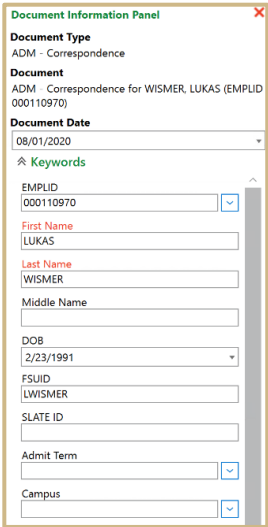 Document Information Panel
Document Type
ADM - Correspondence
Document
ADM - Correspondence for WISMER, LUKAS (EMPLID
000110970)
Document Date
08/01/2020
Keywords
EMPLID
000110970
First Name
LUKAS
Last Name
WISMER
Middle Name
DOB
2/23/1991
FSUID
LWISMER
SLATE ID
Admit Term
Campus